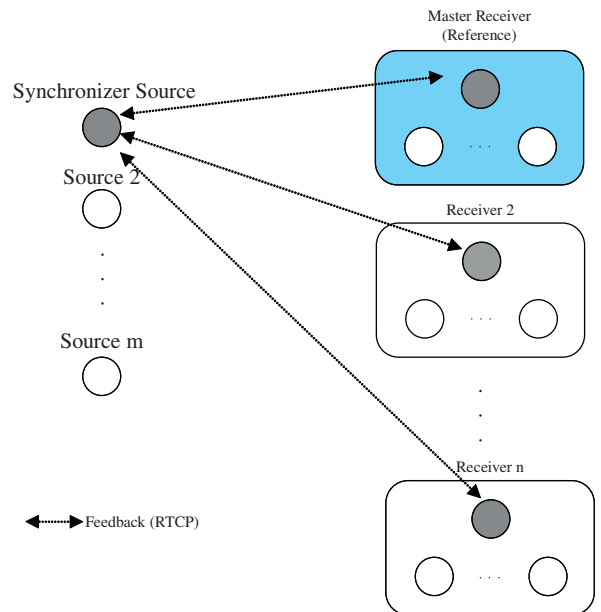 Master Receiver
(Reference)
Synchronizer Source
. . .
Source 2
Receiver 2
.
.
.
. . .
Source m
.
.
.
Receiver n
Feedback (RTCP)
. . .